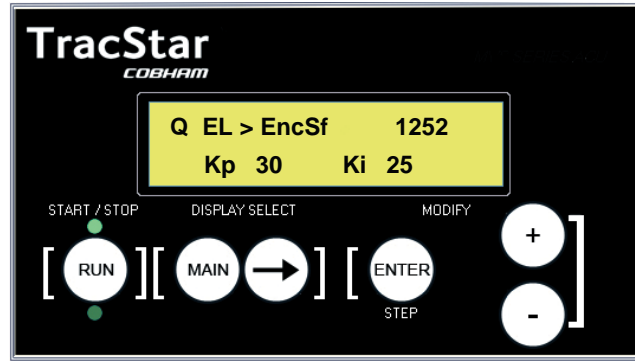 TracStar
COBHAM
Q EL > EncSf 1252
Kp 30 Ki 25
START / STOP DISPLAY SELECT MODIFY
[ RUN ] [ MAIN → ] [ ENTER + ]
STEP -